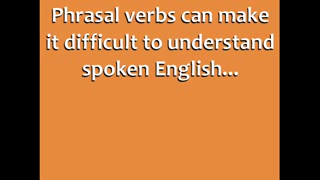 Phrasal verbs can make
it difficult to understand
spoken English...